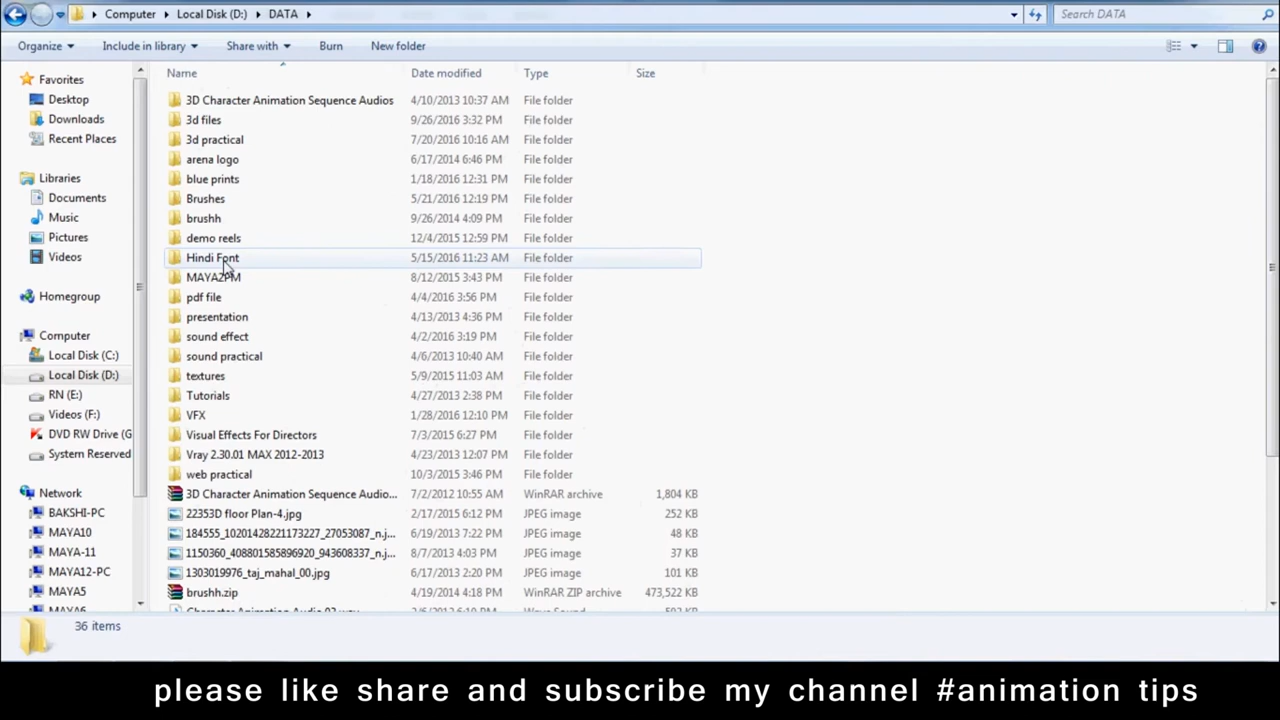 Computer Local Disk (D:) DATA Search DATA
Organize Include in library Share with Burn New folder
Name Date modified Type Size
Favorites
Desktop
Downloads
Recent Places
Libraries
Documents
Music
Pictures
Videos
Homegroup
Computer
Local Disk (C:)
Local Disk (D:)
RN (E:)
Videos (F:)
DVD RW Drive (G
System Reserved
Network
BAKSHI-PC
MAYA10
MAYA-11
MAYA12-PC
MAYA5
MAYA6
3D Character Animation Sequence Audios 4/10/2013 10:37 AM File folder
3d files 9/26/2016 3:32 PM File folder
3d practical 7/20/2016 10:16 AM File folder
arena logo 6/17/2014 6:46 PM File folder
blue prints 1/18/2016 12:31 PM File folder
Brushes 5/21/2016 12:19 PM File folder
brushh 9/26/2014 4:09 PM File folder
demo reels 12/4/2015 12:59 PM File folder
Hindi Font 5/15/2016 11:23 AM File folder
MAYA2PM 8/12/2015 3:43 PM File folder
pdf file 4/4/2016 3:56 PM File folder
presentation 4/13/2013 4:36 PM File folder
sound effect 4/2/2016 3:19 PM File folder
sound practical 4/6/2013 10:40 AM File folder
textures 5/9/2015 11:03 AM File folder
Tutorials 4/27/2013 2:38 PM File folder
VFX 1/28/2016 12:10 PM File folder
Visual Effects For Directors 7/3/2015 6:27 PM File folder
Vray 2.30.01 MAX 2012-2013 4/23/2013 12:07 PM File folder
web practical 10/3/2015 3:46 PM File folder
3D Character Animation Sequence Audio... 7/2/2012 10:55 AM WinRAR archive 1,804 KB
22353D floor Plan-4.jpg 2/17/2015 6:12 PM JPEG image 252 KB
184555_10201428221173227_27053087_n.j... 6/19/2013 7:22 PM JPEG image 48 KB
1150360_408801585896920_943608337_n.j... 8/7/2013 4:03 PM JPEG image 37 KB
1303019976_taj_mahal_00.jpg 6/17/2013 2:20 PM JPEG image 101 KB
brushh.zip 4/19/2014 4:18 PM WinRAR ZIP archive 473,522 KB
36 items
please like share and subscribe my channel #animation tips